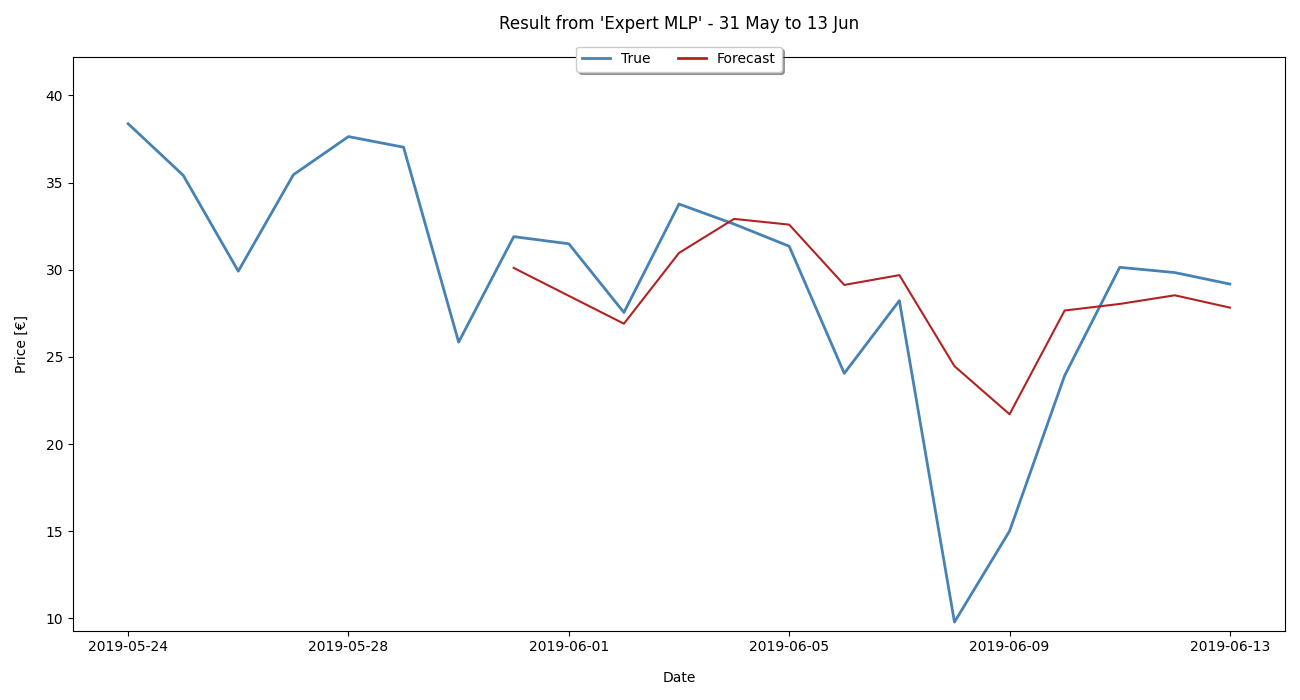 Result from 'Expert MLP' - 31 May to 13 Jun
True Forecast
40
35
30
25
20
15
10
Price [€]
2019-05-24 2019-05-28 2019-06-01 2019-06-05 2019-06-09 2019-06-13
Date